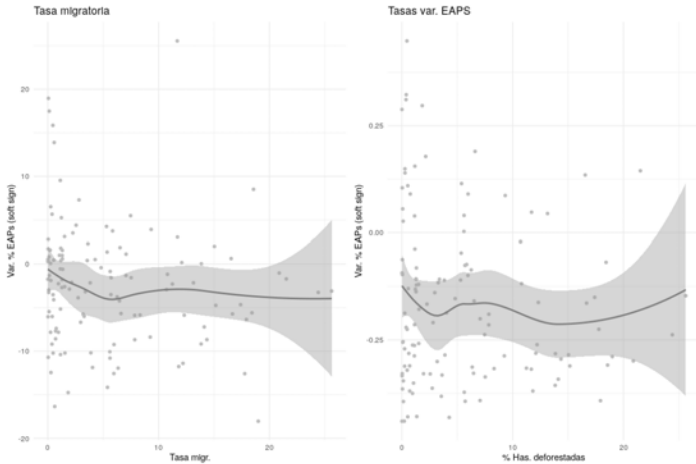 Tasa migratoria
Var. % EAPs (soft sign)
20
10
0
-10
-20
0
10
20
Tasa migr.
Tasas var. EAPS
Var. % EAPs (soft sign)
0.25
0.00
-0.25
0
10
20
% Has. deforestadas